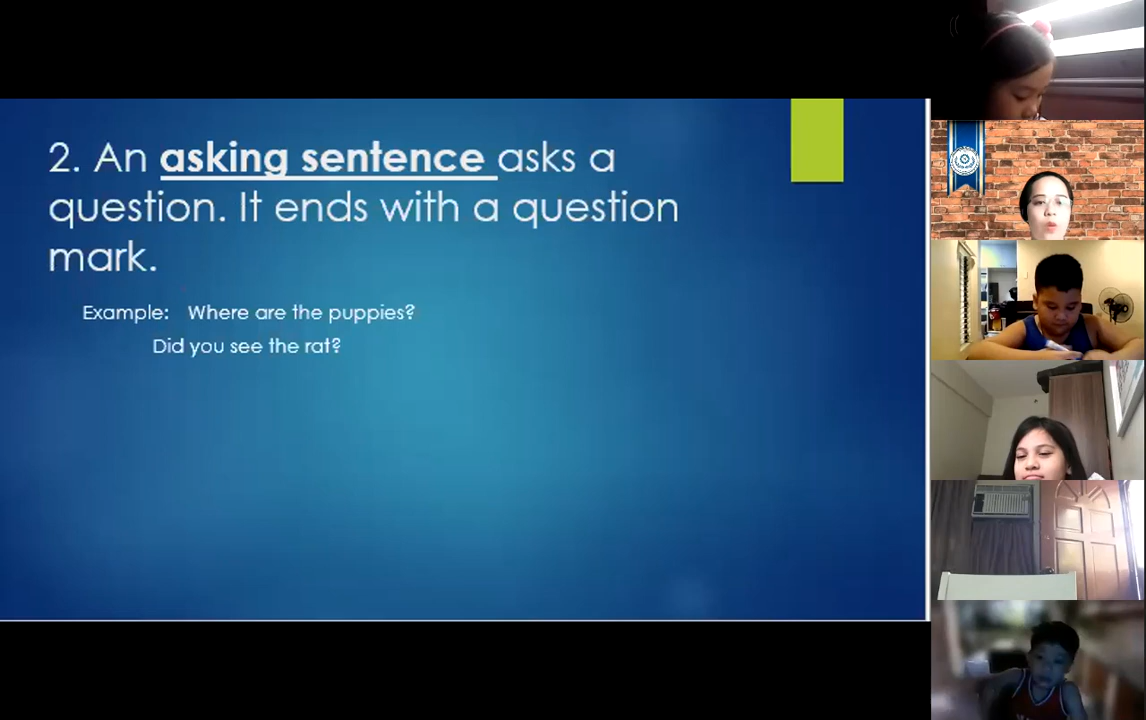 2. An asking sentence asks a
question. It ends with a question
mark.
Example: Where are the puppies?
Did you see the rat?